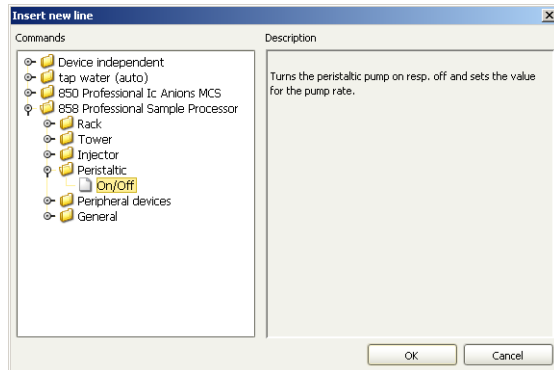 Insert new line
Commands
Description
Device independent
tap water (auto)
850 Professional Ic Anions MCS
858 Professional Sample Processor
Rack
Tower
Injector
Peristaltic
On/Off
Peripheral devices
General
Turns the peristaltic pump on resp. off and sets the value
for the pump rate.
OK
Cancel